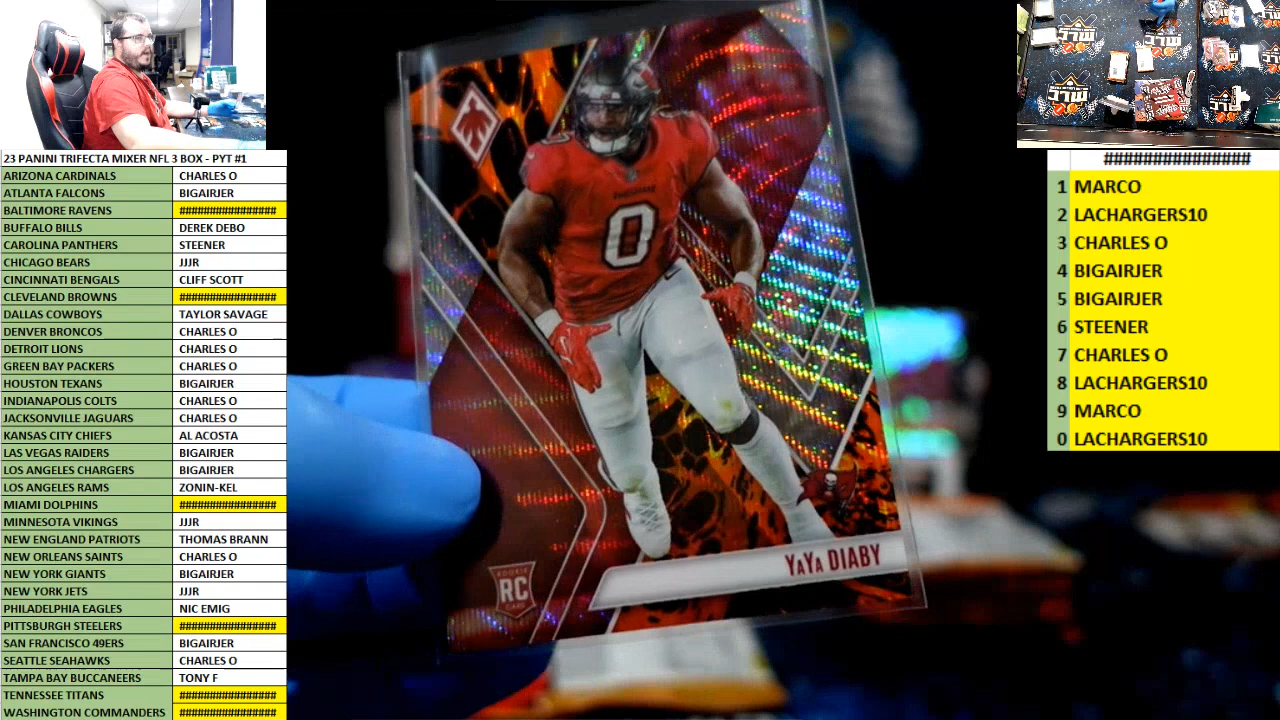 23 PANINI TRIFECTA MIXER NFL 3 BOX - PYT #1
ARIZONA CARDINALS CHARLES O
ATLANTA FALCONS BIGAIRJER
BALTIMORE RAVENS ################
BUFFALO BILLS DEREK DEBO
CAROLINA PANTHERS STEENER
CHICAGO BEARS JJJR
CINCINNATI BENGALS CLIFF SCOTT
CLEVELAND BROWNS ################
DALLAS COWBOYS TAYLOR SAVAGE
DENVER BRONCOS CHARLES O
DETROIT LIONS CHARLES O
GREEN BAY PACKERS CHARLES O
HOUSTON TEXANS BIGAIRJER
INDIANAPOLIS COLTS CHARLES O
JACKSONVILLE JAGUARS CHARLES O
KANSAS CITY CHIEFS AL ACOSTA
LAS VEGAS RAIDERS BIGAIRJER
LOS ANGELES CHARGERS BIGAIRJER
LOS ANGELES RAMS ZONIN-KEL
MIAMI DOLPHINS ################
MINNESOTA VIKINGS JJJR
NEW ENGLAND PATRIOTS THOMAS BRANN
NEW ORLEANS SAINTS CHARLES O
NEW YORK GIANTS BIGAIRJER
NEW YORK JETS JJJR
PHILADELPHIA EAGLES NIC EMIG
PITTSBURGH STEELERS ################
SAN FRANCISCO 49ERS BIGAIRJER
SEATTLE SEAHAWKS CHARLES O
TAMPA BAY BUCCANEERS TONY F
TENNESSEE TITANS ################
WASHINGTON COMMANDERS ################
0
0
YAYA DIABY
ROOKIE
RC
CARD
###############
1 MARCO
2 LACHARGERS10
3 CHARLES O
4 BIGAIRJER
5 BIGAIRJER
6 STEENER
7 CHARLES O
8 LACHARGERS10
9 MARCO
0 LACHARGERS10